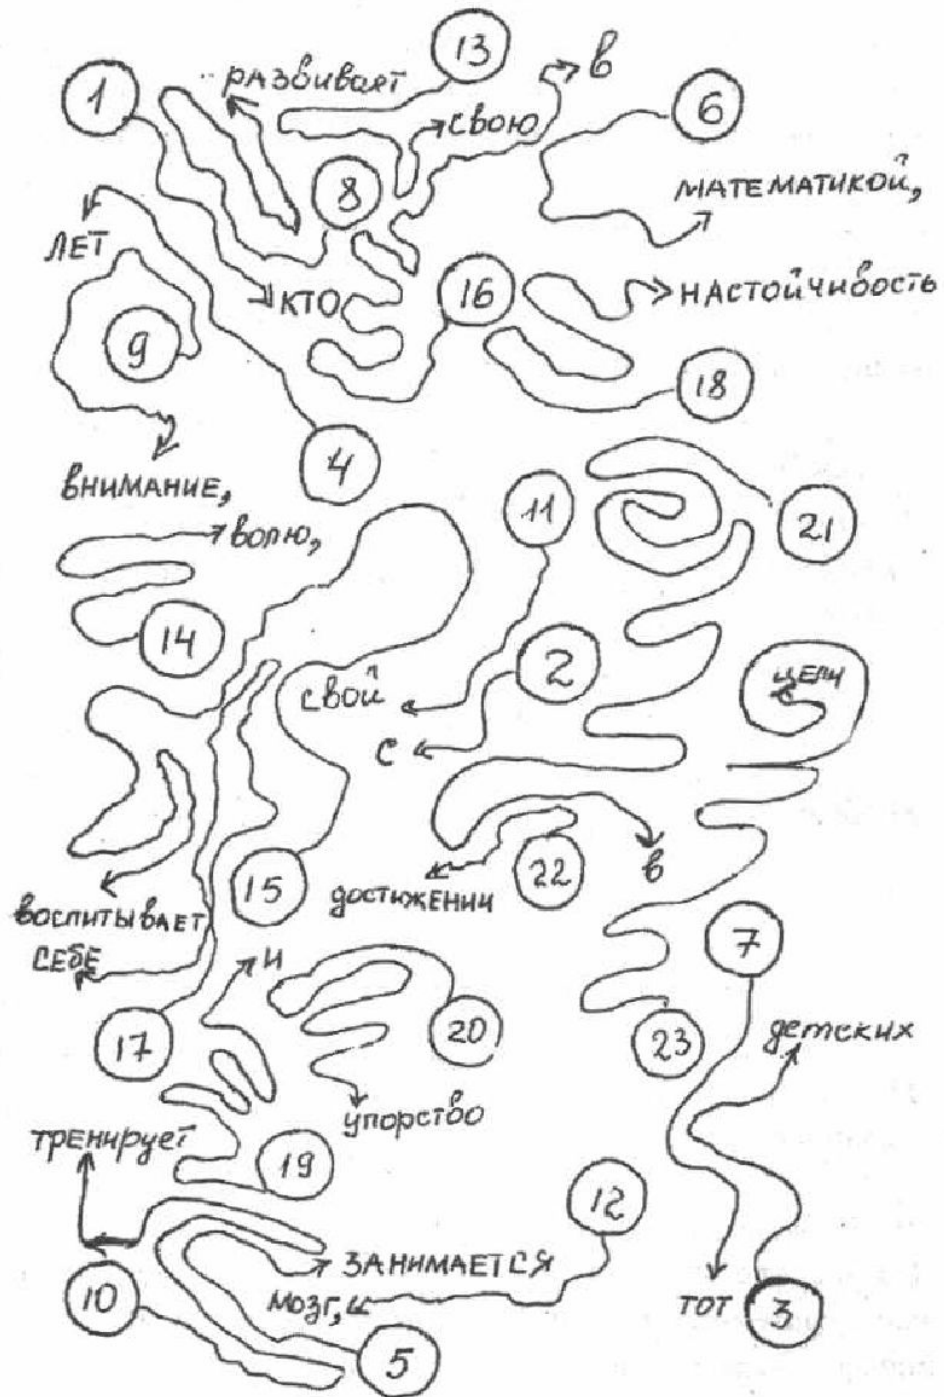 13
в
развивает
1
свою
6
8
МАТЕМАТИКОЙ,
ЛЕТ
КТО
16
НАСТОЙЧИВОСТЬ
9
18
4
ВНИМАНИЕ,
11
волю,
21
14
2
свой
цели
с
15
22
в
достижении
воспитывает
СЕБЕ
7
и
17
20
23
детских
упорство
тренирует
19
12
ЗАНИМАЕТСЯ
10
мозг,
тот
3
5